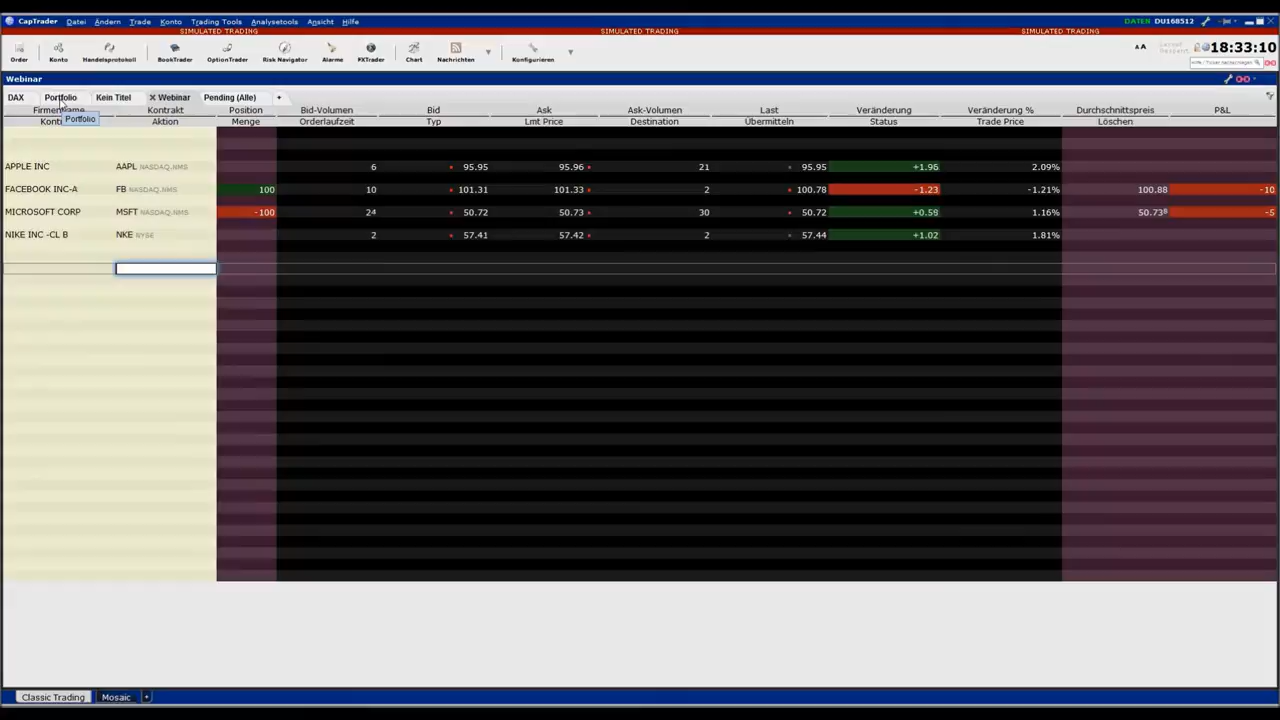 CapTrader Datei Ändern Trade Konto Trading Tools Analysetools Ansicht Hilfe DATEN DU168512
SIMULATED TRADING SIMULATED TRADING SIMULATED TRADING
Order Konto Handelsprotokoll BookTrader OptionTrader Risk Navigator Alarme FXTrader Chart Nachrichten Konfigurieren A A 18:33:10
Webinar
DAX Portfolio Kein Titel X Webinar Pending (Alle) +
Kontrakt Position Bid-Volumen Bid Ask Ask-Volumen Last Veränderung Veränderung % Durchschnittspreis P&L
Portfolio Aktion Menge Orderlaufzeit Typ Lmt Price Destination Übermitteln Status Trade Price Löschen
APPLE INC AAPL NASDAQ.NMS 6 95.95 95.96 21 95.95 +1.96 2.09%
FACEBOOK INC-A FB NASDAQ.NMS 100 10 101.31 101.33 2 100.78 -1.23 -1.21% 100.88 -10
MICROSOFT CORP MSFT NASDAQ.NMS -100 24 50.72 50.73 30 50.72 +0.59 1.16% 50.738 -5
NIKE INC -CL B NKE NYSE 2 57.41 57.42 2 57.44 +1.02 1.81%
Classic Trading Mosaic +